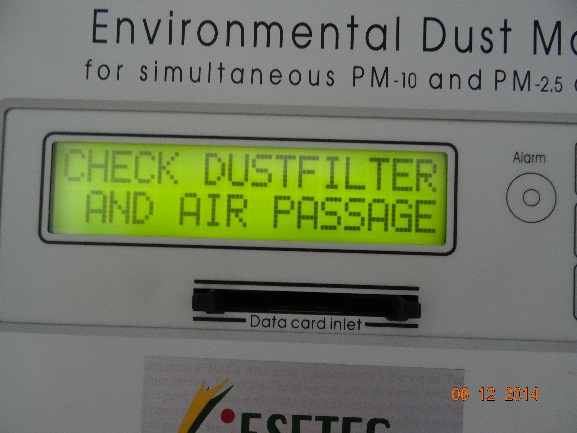 Environmental Dust
for simultaneous PM-10 and PM-2.5
CHECK DUSTFILTER
AND AIR PASSAGE
Alarm
Data card inlet
ESETEC
06 12 2014